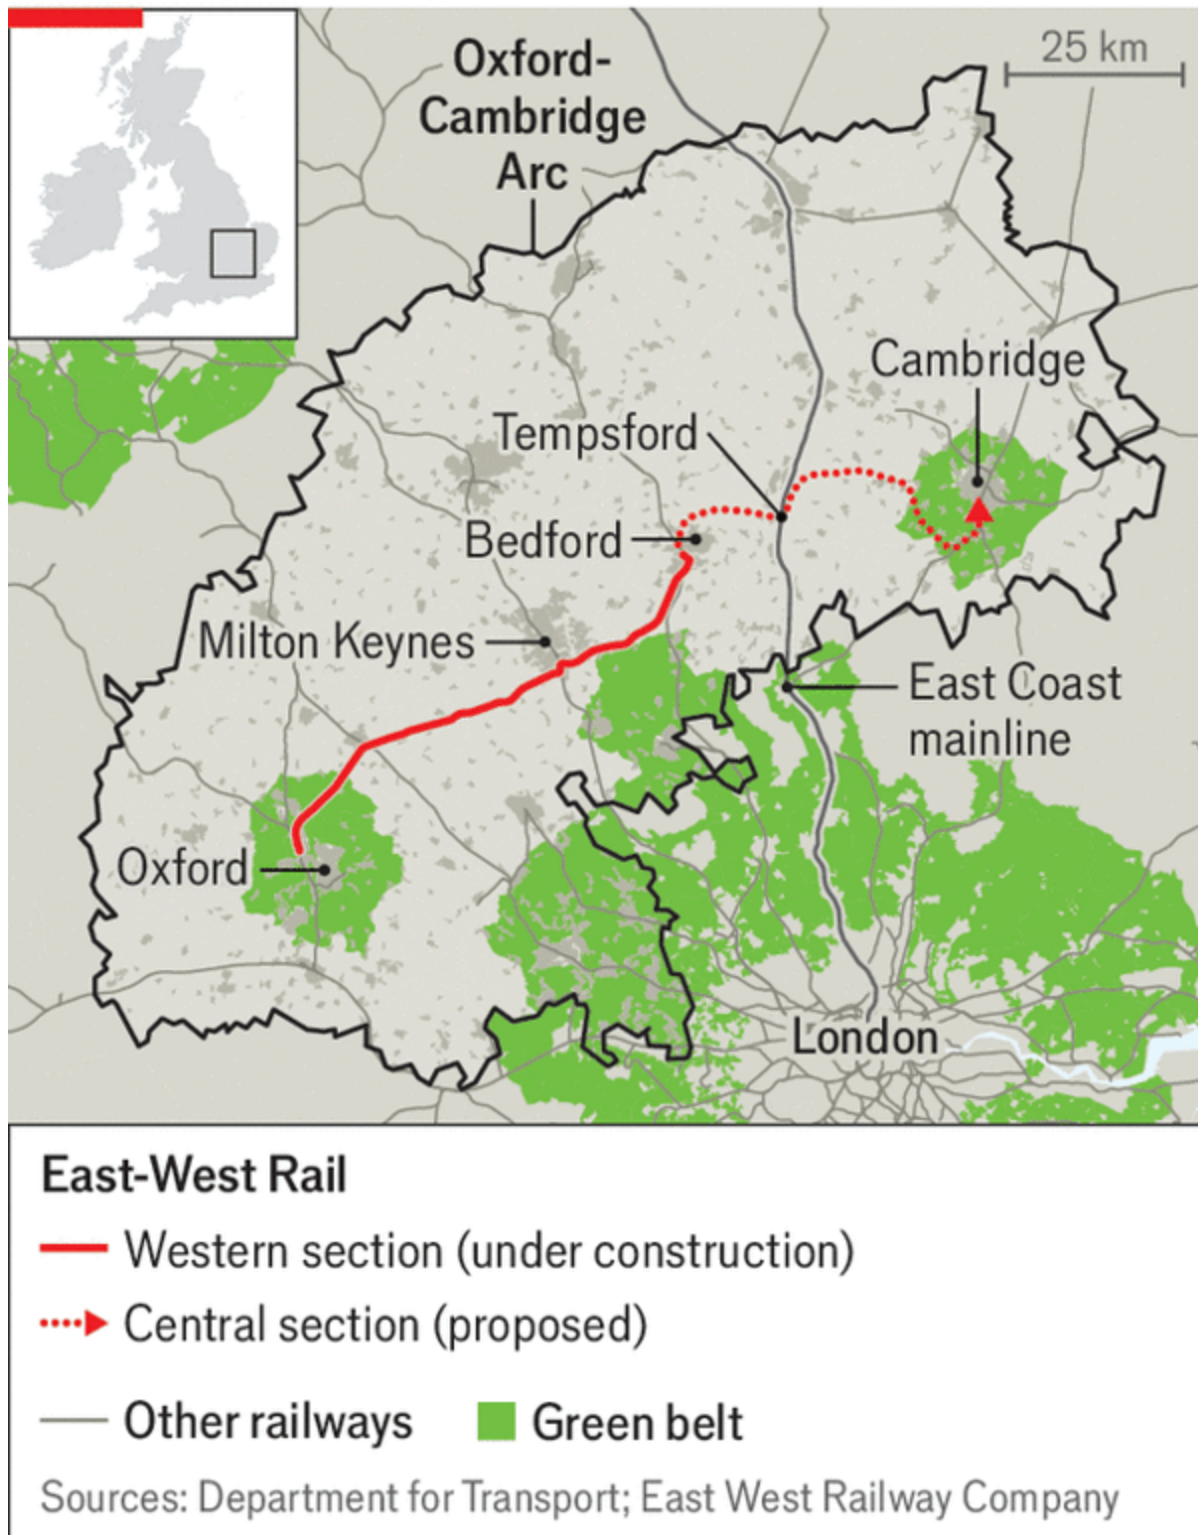 Oxford-
Cambridge
Arc
25 km
Cambridge
Tempsford
Bedford
Milton Keynes
East Coast
mainline
Oxford
London
East-West Rail
Western section (under construction)
Central section (proposed)
Other railways
Green belt
Sources: Department for Transport; East West Railway Company